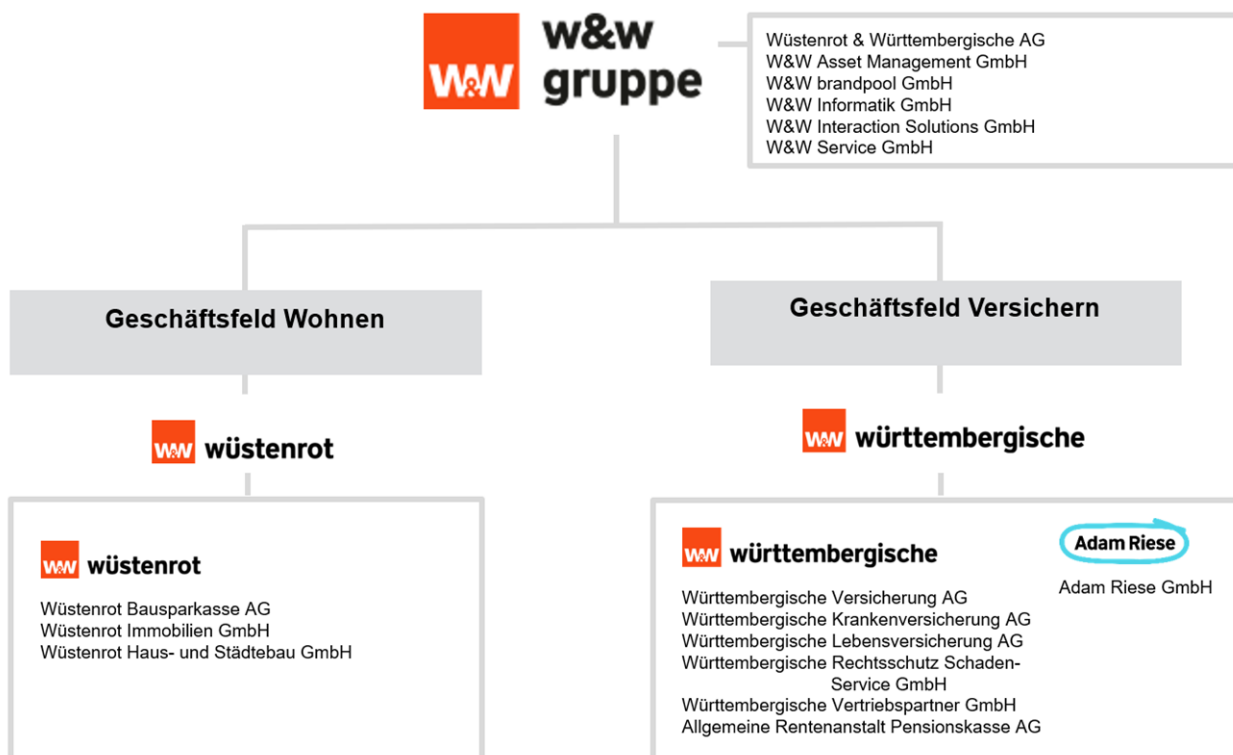 W&W
w&w
gruppe
Wüstenrot & Württembergische AG
W&W Asset Management GmbH
W&W brandpool GmbH
W&W Informatik GmbH
W&W Interaction Solutions GmbH
W&W Service GmbH
Geschäftsfeld Wohnen
Geschäftsfeld Versichern
W&W wüstenrot
W&W württembergische
W&W wüstenrot
Wüstenrot Bausparkasse AG
Wüstenrot Immobilien GmbH
Wüstenrot Haus- und Städtebau GmbH
W&W württembergische
Württembergische Versicherung AG
Württembergische Krankenversicherung AG
Württembergische Lebensversicherung AG
Württembergische Rechtsschutz Schaden-
Service GmbH
Württembergische Vertriebspartner GmbH
Allgemeine Rentenanstalt Pensionskasse AG
Adam Riese
Adam Riese GmbH